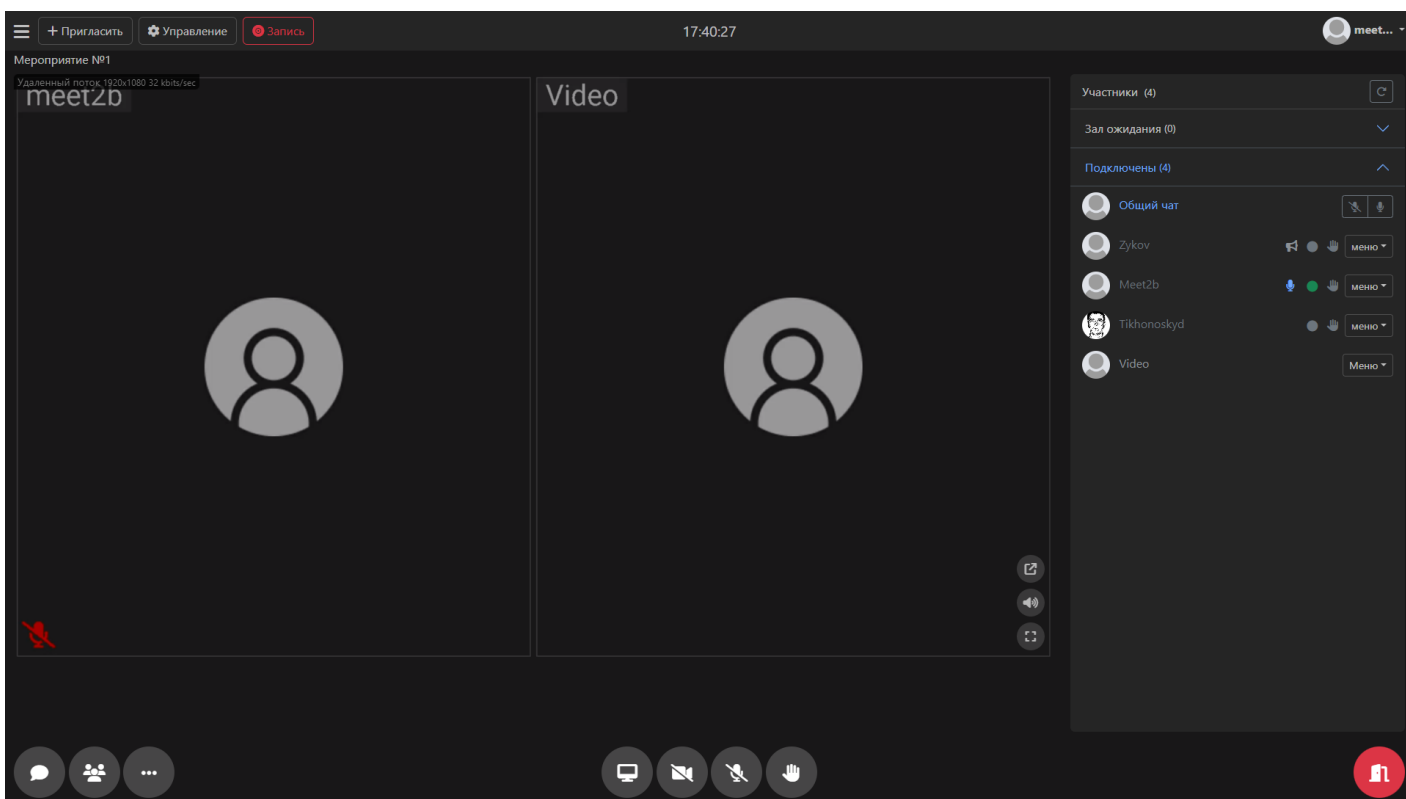 Пригласить Управление Запись 17:40:27 meet...
Мероприятие №1
Удаленный поток 1920x1080 32 kbits/sec
meet2b
Video
Участники (4)
Зал ожидания (0)
Подключены (4)
Общий чат
Zykov меню
Meet2b меню
Tikhonoskyd меню
Video Меню